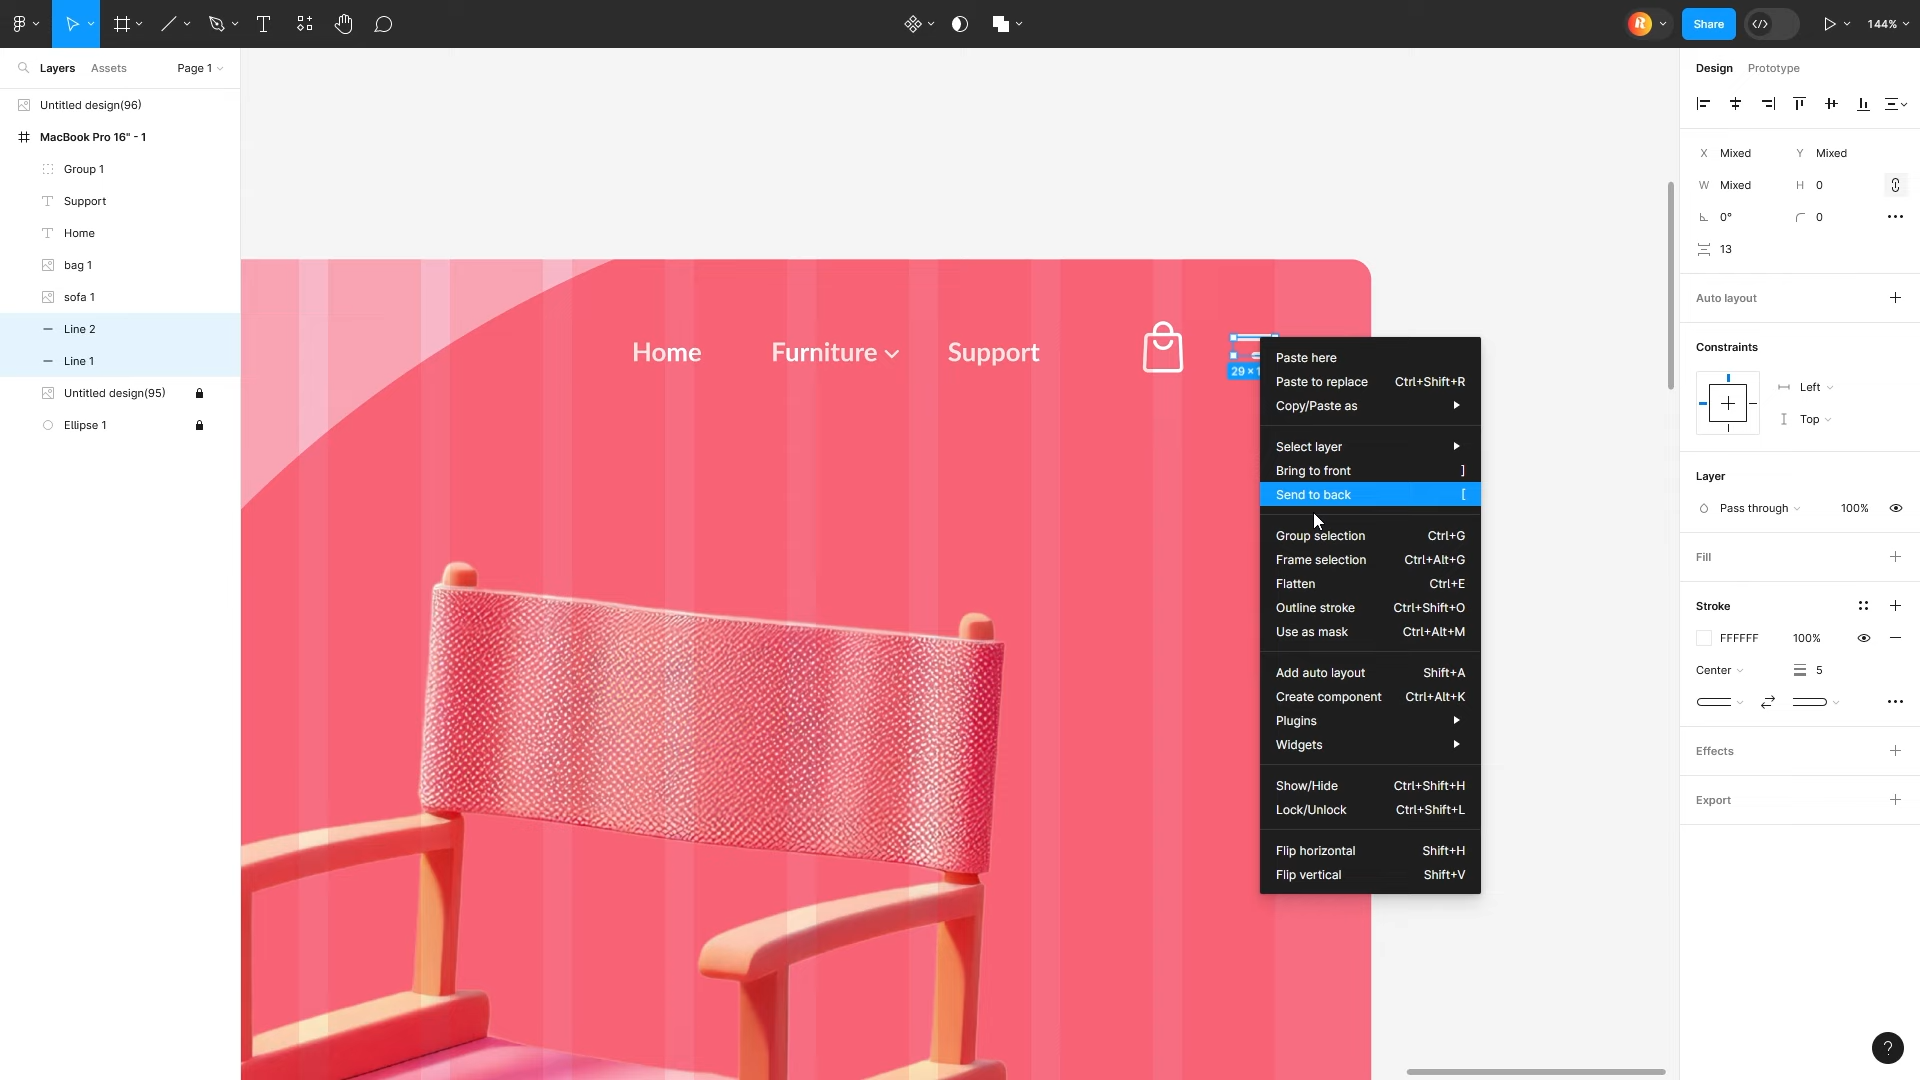 Share
144%
Layers
Assets
Page 1
Untitled design(96)
MacBook Pro 16" - 1
Group 1
Support
Home
bag 1
sofa 1
Line 2
Line 1
Untitled design(95)
Ellipse 1
Home
Furniture
Support
Paste here
Paste to replace Ctrl+Shift+R
Copy/Paste as
Select layer
Bring to front ]
Send to back [
Group selection Ctrl+G
Frame selection Ctrl+Alt+G
Flatten Ctrl+E
Outline stroke Ctrl+Shift+O
Use as mask Ctrl+Alt+M
Add auto layout Shift+A
Create component Ctrl+Alt+K
Plugins
Widgets
Show/Hide Ctrl+Shift+H
Lock/Unlock Ctrl+Shift+L
Flip horizontal Shift+H
Flip vertical Shift+V
Design
Prototype
X Mixed Y Mixed
W Mixed H 0
0° 0
13
Auto layout
Constraints
Left
Top
Layer
Pass through 100%
Fill
Stroke
FFFFFF 100%
Center 5
Effects
Export
?